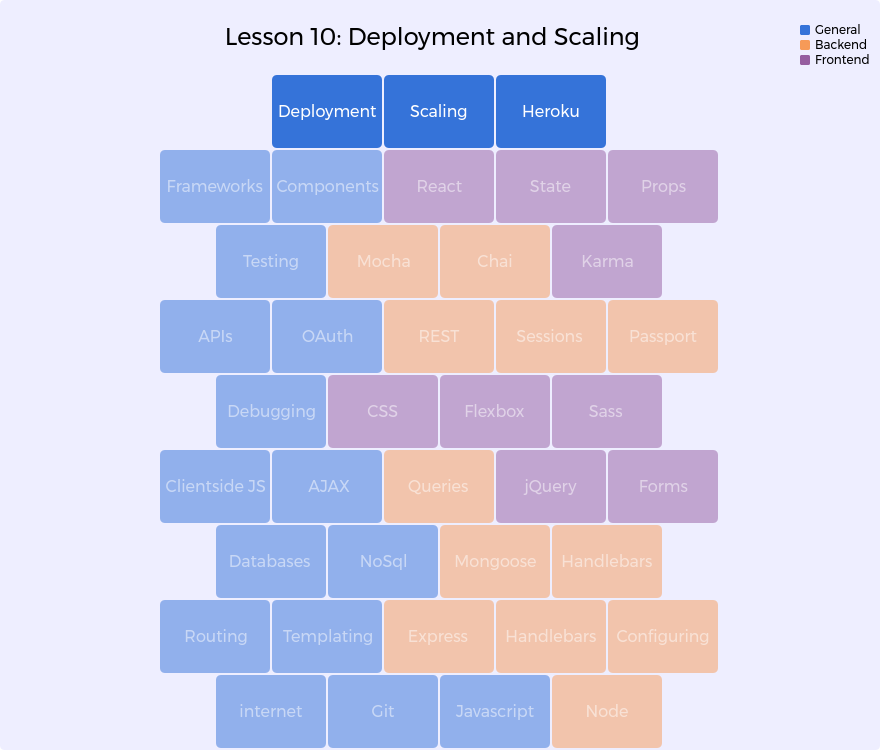 Lesson 10: Deployment and Scaling
General
Backend
Frontend
Deployment Scaling Heroku
Frameworks Components React State Props
Testing Mocha Chai Karma
APIs OAuth REST Sessions Passport
Debugging CSS Flexbox Sass
Clientside JS AJAX Queries jQuery Forms
Databases NoSql Mongoose Handlebars
Routing Templating Express Handlebars Configuring
internet Git Javascript Node